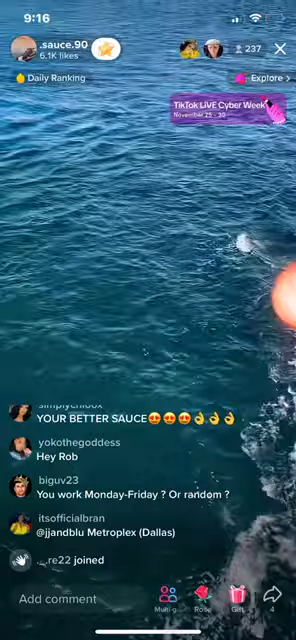 9:16
.sauce.90
6.1K likes
237
Daily Ranking
Explore >
TikTok LIVE Cyber Week
November 25 - 30
simplychloox
YOUR BETTER SAUCE😍😍😍👌👌👌
yokothegoddess
Hey Rob
biguv23
You work Monday-Friday ? Or random ?
itsofficialbran
@jjandblu Metroplex (Dallas)
joined
Add comment
Rose
Gift
4